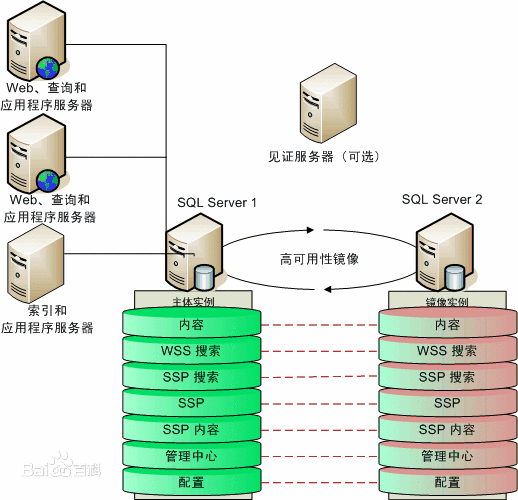 Web、查询和
应用程序服务器
见证服务器（可选）
Web、查询和
应用程序服务器
SQL Server 1
SQL Server 2
高可用性镜像
索引和
应用程序服务器
主体实例
镜像实例
内容
内容
WSS 搜索
WSS 搜索
SSP 搜索
SSP 搜索
SSP
SSP
SSP 内容
SSP 内容
管理中心
管理中心
配置
配置
Bai百科